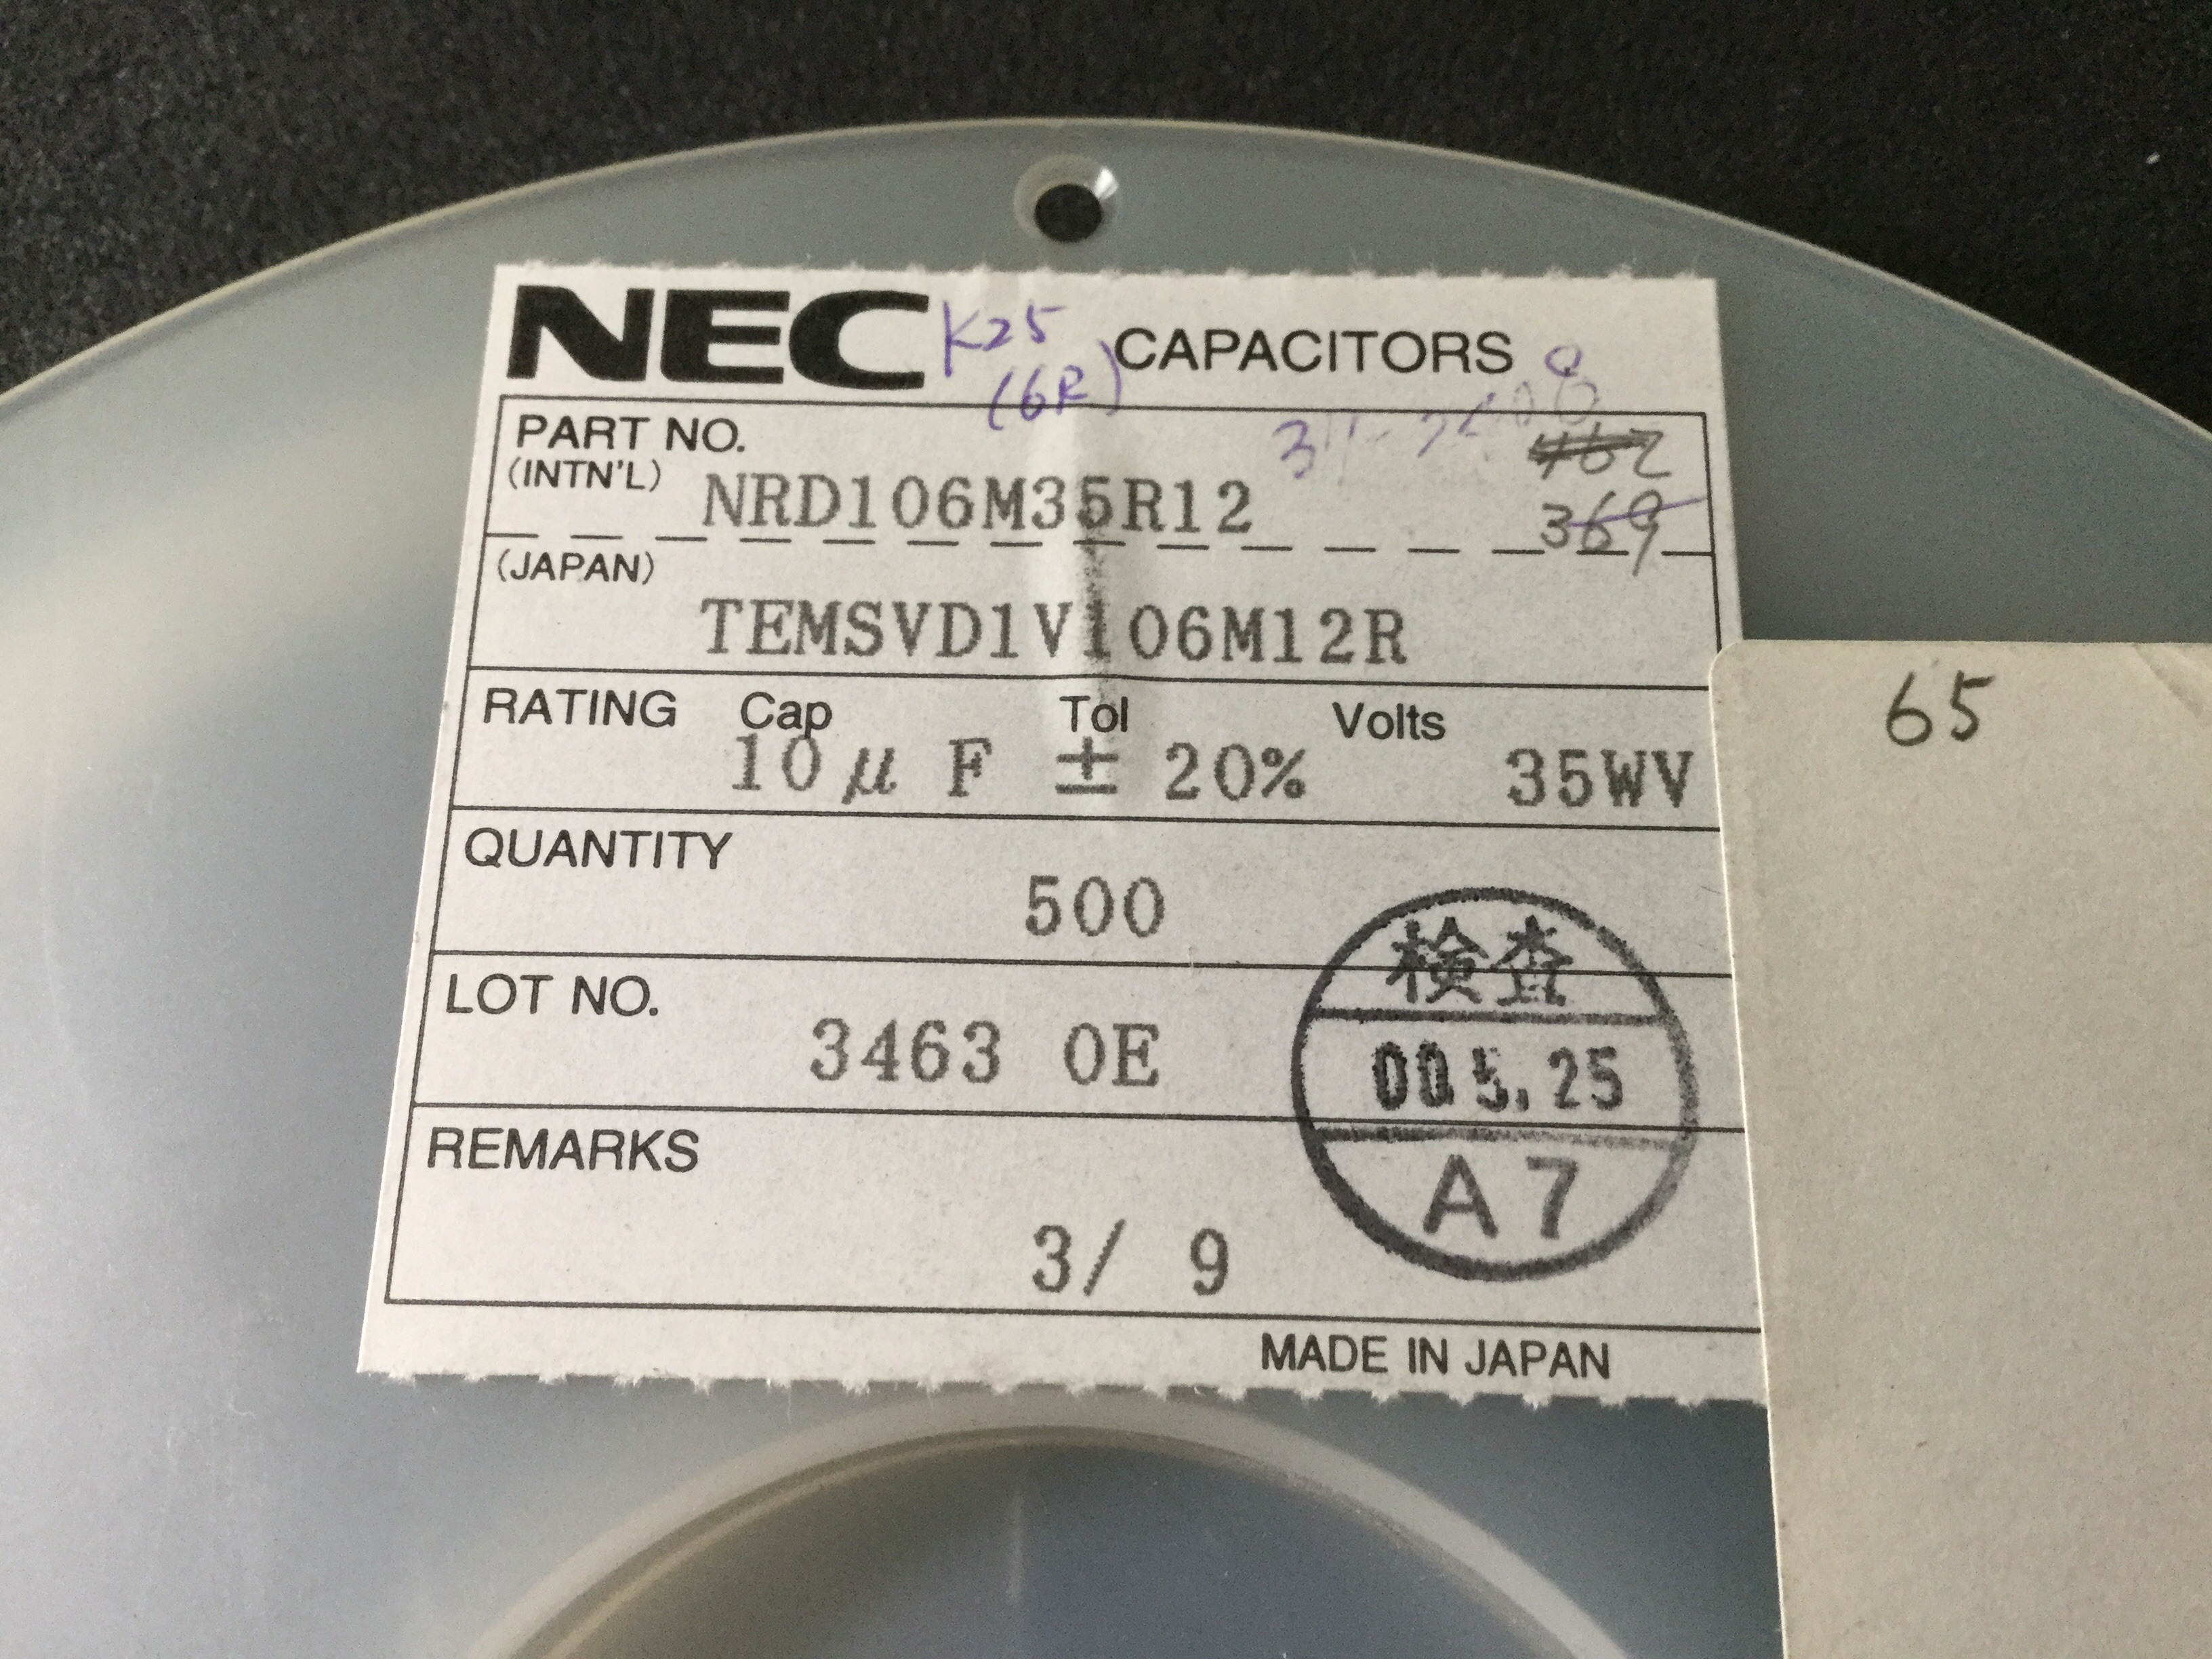 NEC K25 CAPACITORS
(6R)
PART NO.
(INTN'L) NRD106M35R12
462
369
(JAPAN)
TEMSVD1V106M12R
RATING Cap Tol Volts
10μF ±20% 35WV
65
QUANTITY
500
検査
LOT NO.
3463 0E
00.5.25
REMARKS
A7
3/ 9
MADE IN JAPAN